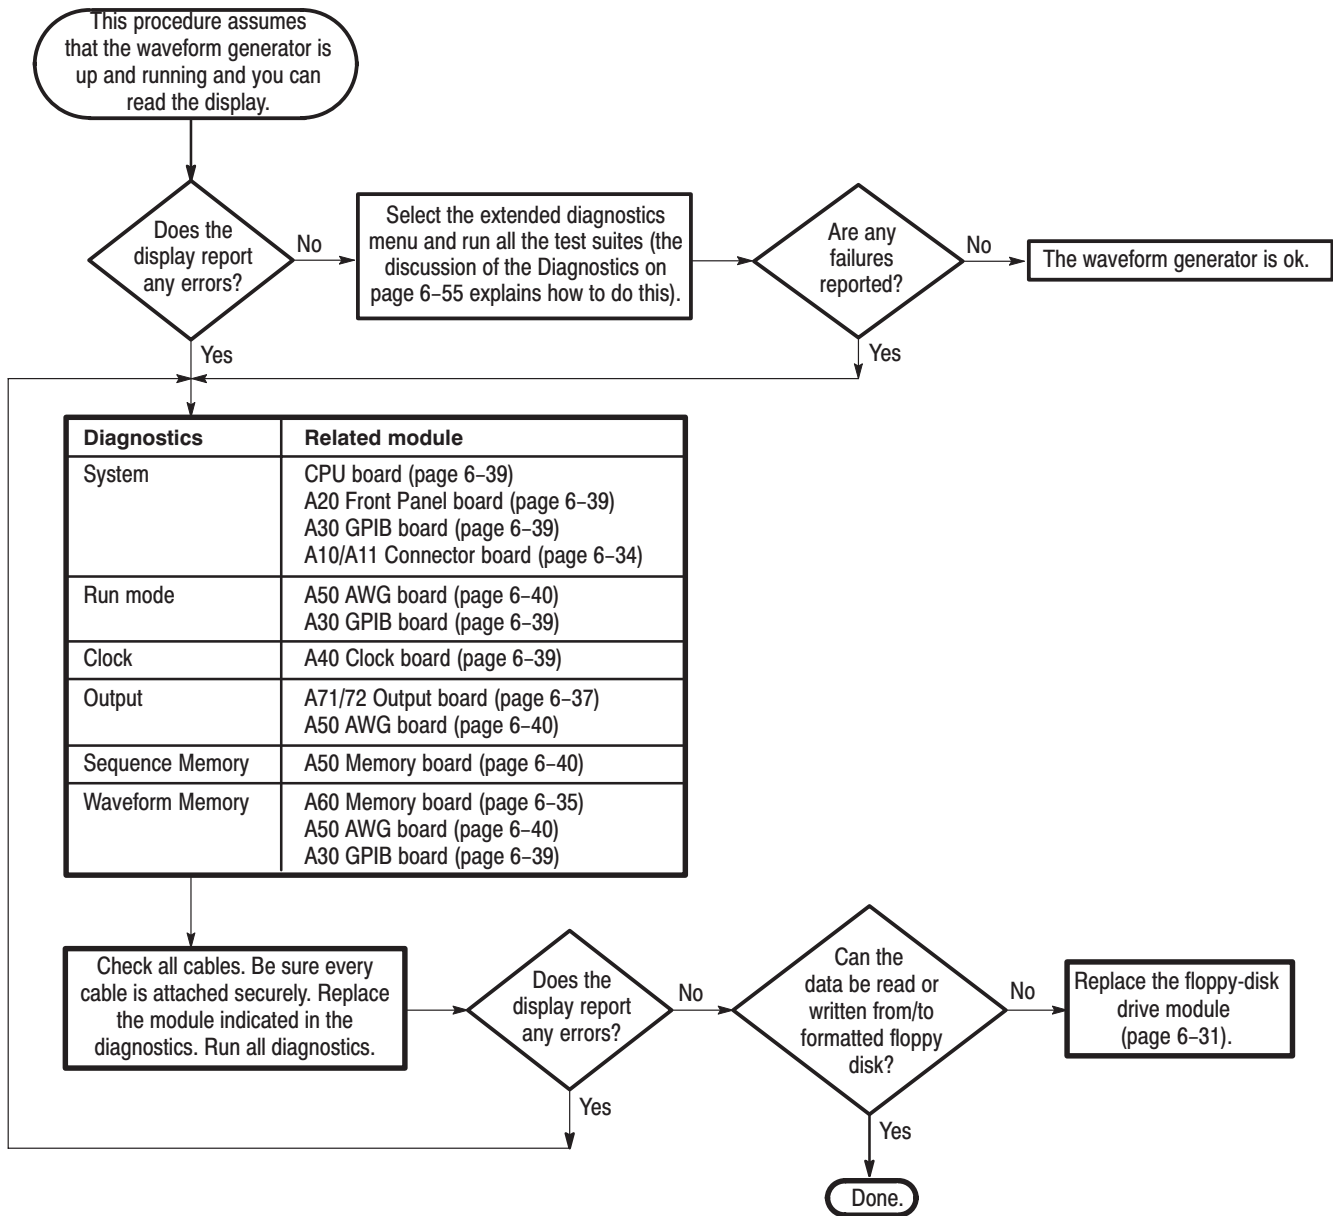 This procedure assumes
that the waveform generator is
up and running and you can
read the display.
Does the
display report
any errors?
No
Select the extended diagnostics
menu and run all the test suites (the
discussion of the Diagnostics on
page 6–55 explains how to do this).
Are any
failures
reported?
No
The waveform generator is ok.
Yes
Yes
Diagnostics Related module
System CPU board (page 6–39)
A20 Front Panel board (page 6–39)
A30 GPIB board (page 6–39)
A10/A11 Connector board (page 6–34)
Run mode A50 AWG board (page 6–40)
A30 GPIB board (page 6–39)
Clock A40 Clock board (page 6–39)
Output A71/72 Output board (page 6–37)
A50 AWG board (page 6–40)
Sequence Memory A50 Memory board (page 6–40)
Waveform Memory A60 Memory board (page 6–35)
A50 AWG board (page 6–40)
A30 GPIB board (page 6–39)
Check all cables. Be sure every
cable is attached securely. Replace
the module indicated in the
diagnostics. Run all diagnostics.
Does the
display report
any errors?
No
Can the
data be read or
written from/to
formatted floppy
disk?
No
Replace the floppy-disk
drive module
(page 6–31).
Yes
Yes
Done.